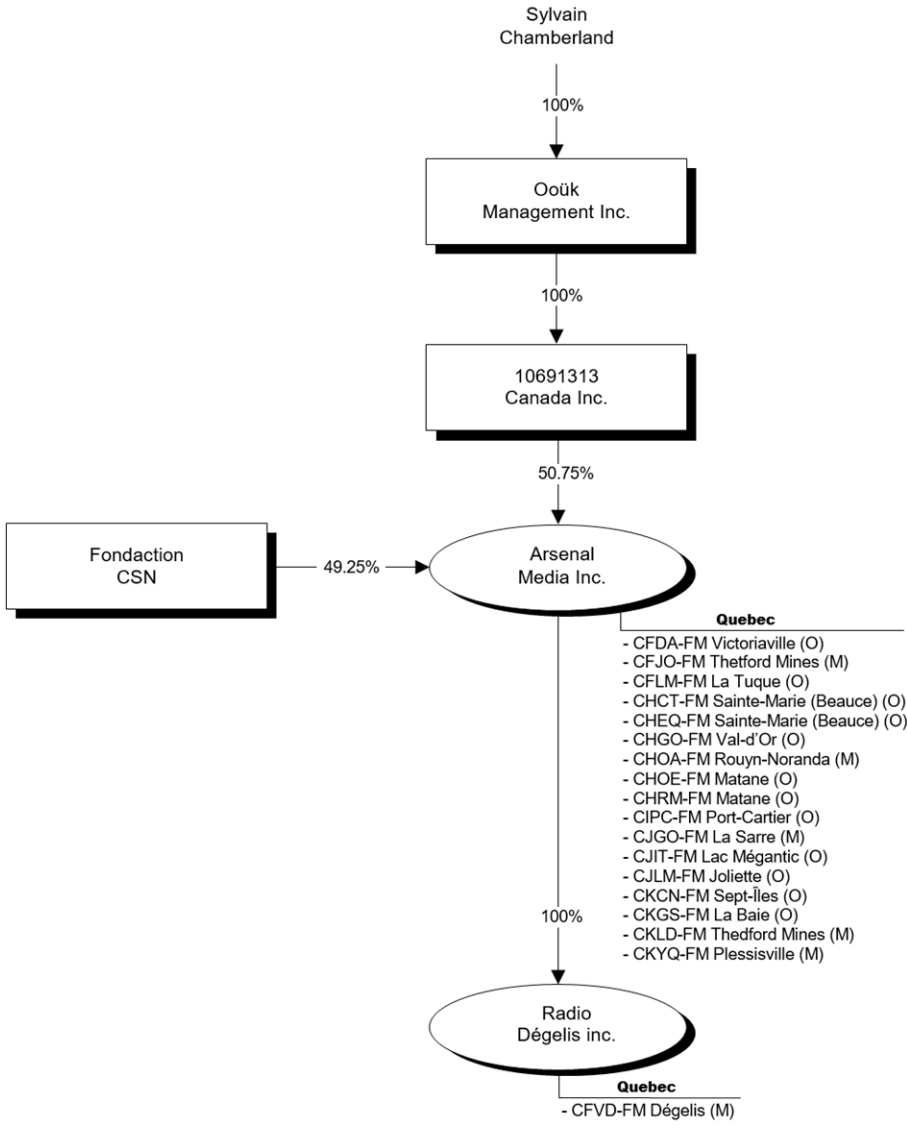 Sylvain
Chamberland
100%
Ooük
Management Inc.
100%
10691313
Canada Inc.
50.75%
Fondaction
CSN
49.25%
Arsenal
Media Inc.
Quebec
- CFDA-FM Victoriaville (O)
- CFJO-FM Thetford Mines (M)
- CFLM-FM La Tuque (O)
- CHCT-FM Sainte-Marie (Beauce) (O)
- CHEQ-FM Sainte-Marie (Beauce) (O)
- CHGO-FM Val-d'Or (O)
- CHOA-FM Rouyn-Noranda (M)
- CHOE-FM Matane (O)
- CHRM-FM Matane (O)
- CIPC-FM Port-Cartier (O)
- CJGO-FM La Sarre (M)
- CJIT-FM Lac Mégantic (O)
- CJLM-FM Joliette (O)
- CKCN-FM Sept-Îles (O)
- CKGS-FM La Baie (O)
- CKLD-FM Thedford Mines (M)
- CKYQ-FM Plessisville (M)
100%
Radio
Dégelis inc.
Quebec
- CFVD-FM Dégelis (M)